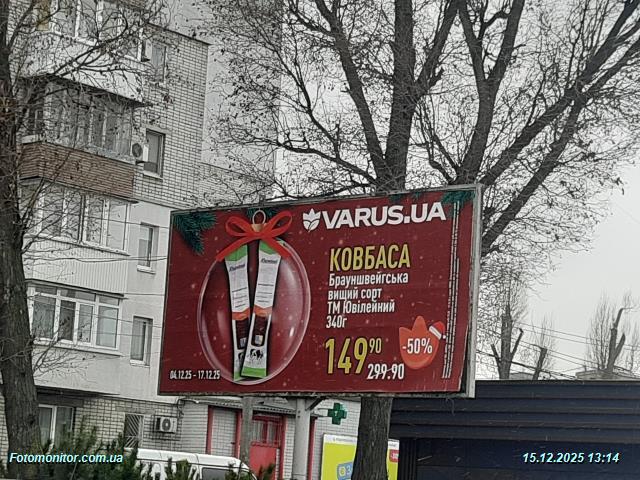 VARUS.UA
КОВБАСА
Брауншвейгська
вищий сорт
ТМ Ювілейний
340г
149 90
299.90
-50%
04.12.25 - 17.12.25
Fotomonitor.com.ua
15.12.2025 13:14